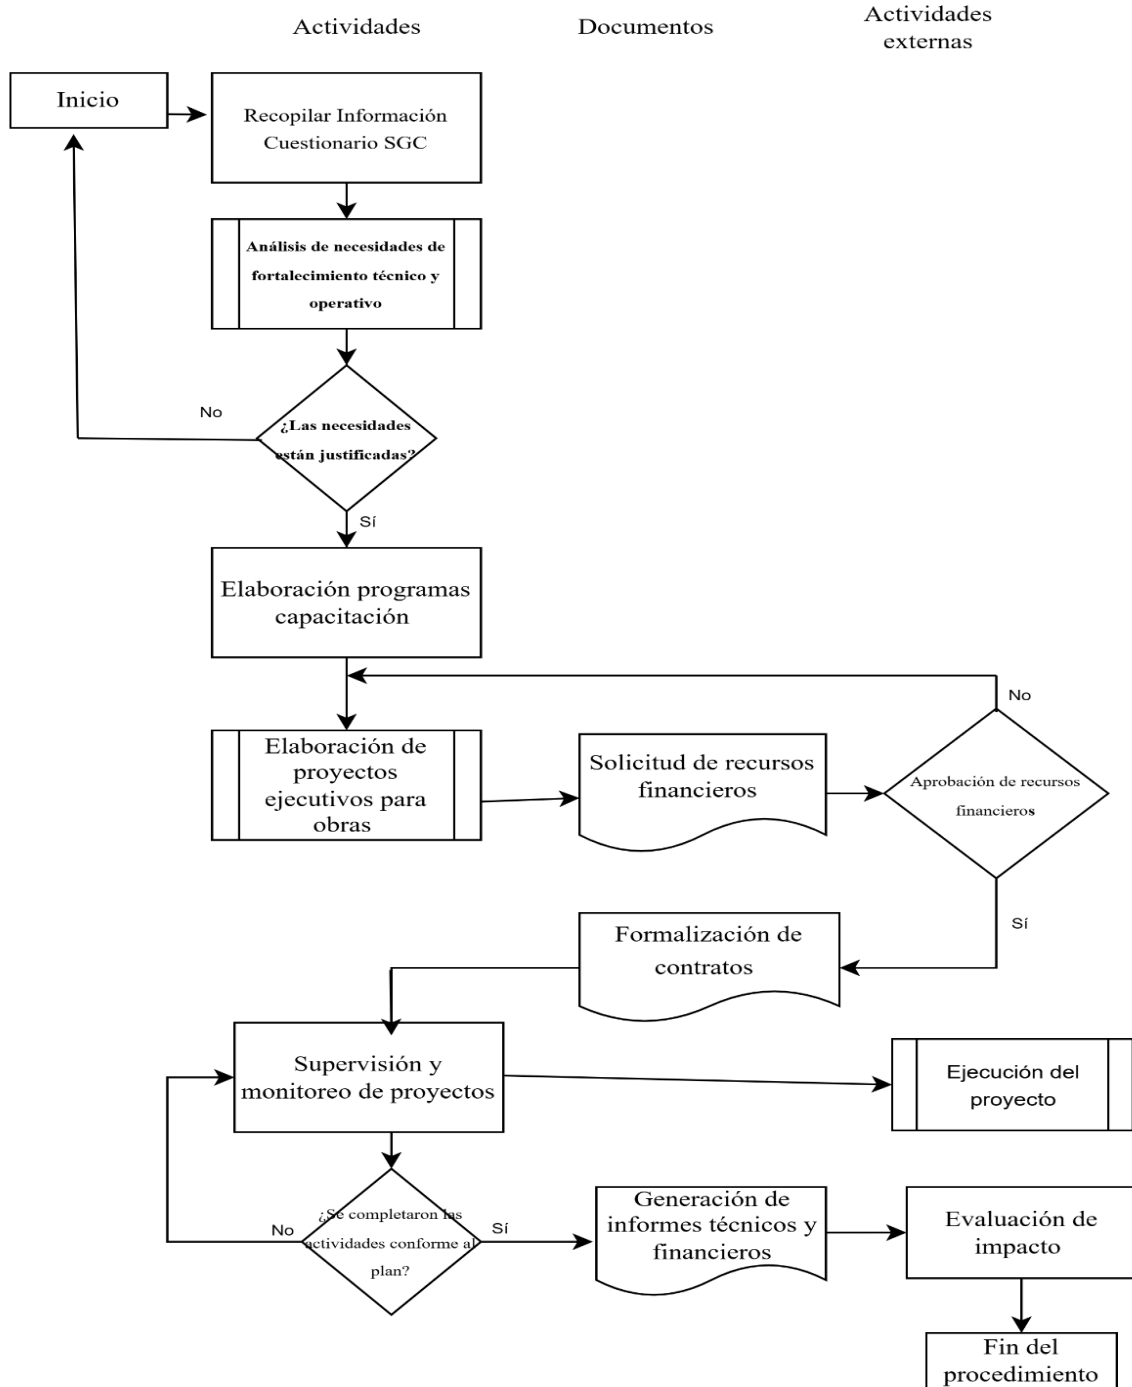 Actividades
Documentos
Actividades
externas
Inicio
Recopilar Información
Cuestionario SGC
Análisis de necesidades de
fortalecimiento técnico y
operativo
No
¿Las necesidades
están justificadas?
Sí
Elaboración programas
capacitación
No
Elaboración de
proyectos
ejecutivos para
obras
Solicitud de recursos
financieros
Aprobación de recursos
financieros
Sí
Formalización de
contratos
Supervisión y
monitoreo de proyectos
Ejecución del
proyecto
No
¿Se completaron las
actividades conforme al
plan?
Sí
Generación de
informes técnicos y
financieros
Evaluación de
impacto
Fin del
procedimiento